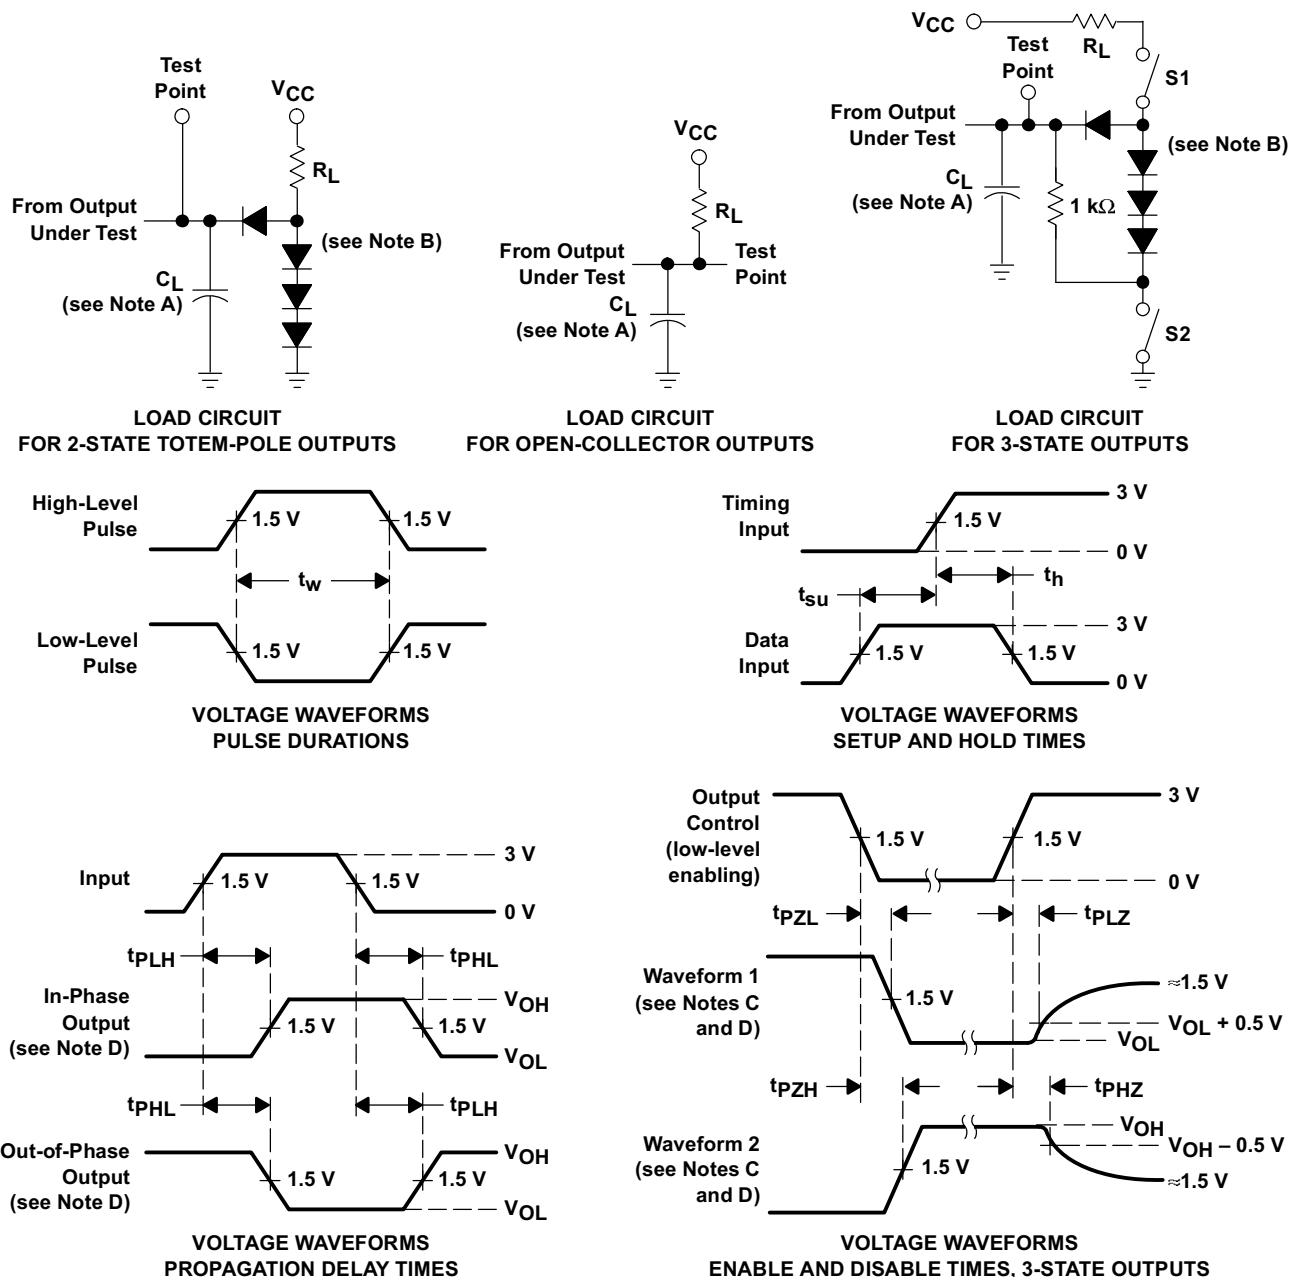 Test
Point
VCC
RL
From Output
Under Test
(see Note B)
CL
(see Note A)
LOAD CIRCUIT
FOR 2-STATE TOTEM-POLE OUTPUTS
VCC
RL
From Output
Under Test
Test
Point
CL
(see Note A)
LOAD CIRCUIT
FOR OPEN-COLLECTOR OUTPUTS
VCC
RL
Test
Point
S1
From Output
Under Test
(see Note B)
CL
(see Note A)
1 kΩ
S2
LOAD CIRCUIT
FOR 3-STATE OUTPUTS
High-Level
Pulse
1.5 V
1.5 V
tw
Low-Level
Pulse
1.5 V
1.5 V
VOLTAGE WAVEFORMS
PULSE DURATIONS
Timing
Input
3 V
1.5 V
0 V
th
tsu
Data
Input
3 V
1.5 V
1.5 V
0 V
VOLTAGE WAVEFORMS
SETUP AND HOLD TIMES
Input
3 V
1.5 V
1.5 V
0 V
tPLH
tPHL
In-Phase
Output
(see Note D)
VOH
1.5 V
1.5 V
VOL
tPHL
tPLH
Out-of-Phase
Output
(see Note D)
VOH
1.5 V
1.5 V
VOL
VOLTAGE WAVEFORMS
PROPAGATION DELAY TIMES
Output
Control
(low-level
enabling)
3 V
1.5 V
1.5 V
0 V
tPZL
tPLZ
Waveform 1
(see Notes C
and D)
1.5 V
≈1.5 V
VOL + 0.5 V
VOL
tPZH
tPHZ
Waveform 2
(see Notes C
and D)
1.5 V
VOH
VOH – 0.5 V
≈1.5 V
VOLTAGE WAVEFORMS
ENABLE AND DISABLE TIMES, 3-STATE OUTPUTS